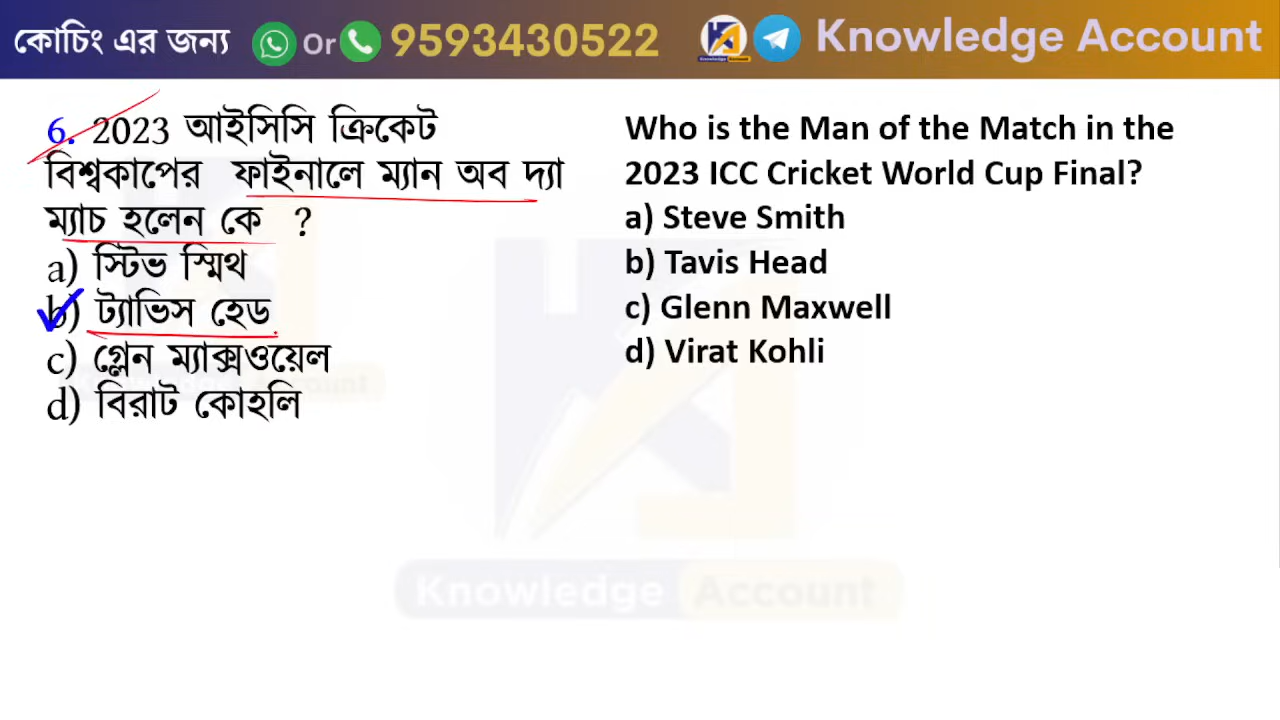 কোচিং এর জন্য Or 9593430522 Knowledge Account
6. 2023 আইসিসি ক্রিকেট
বিশ্বকাপের ফাইনালে ম্যান অব দ্যা
ম্যাচ হলেন কে ?
a) স্টিভ স্মিথ
b) ট্যাভিস হেড
c) গ্লেন ম্যাক্সওয়েল
d) বিরাট কোহলি
Who is the Man of the Match in the
2023 ICC Cricket World Cup Final?
a) Steve Smith
b) Tavis Head
c) Glenn Maxwell
d) Virat Kohli
Knowledge Account